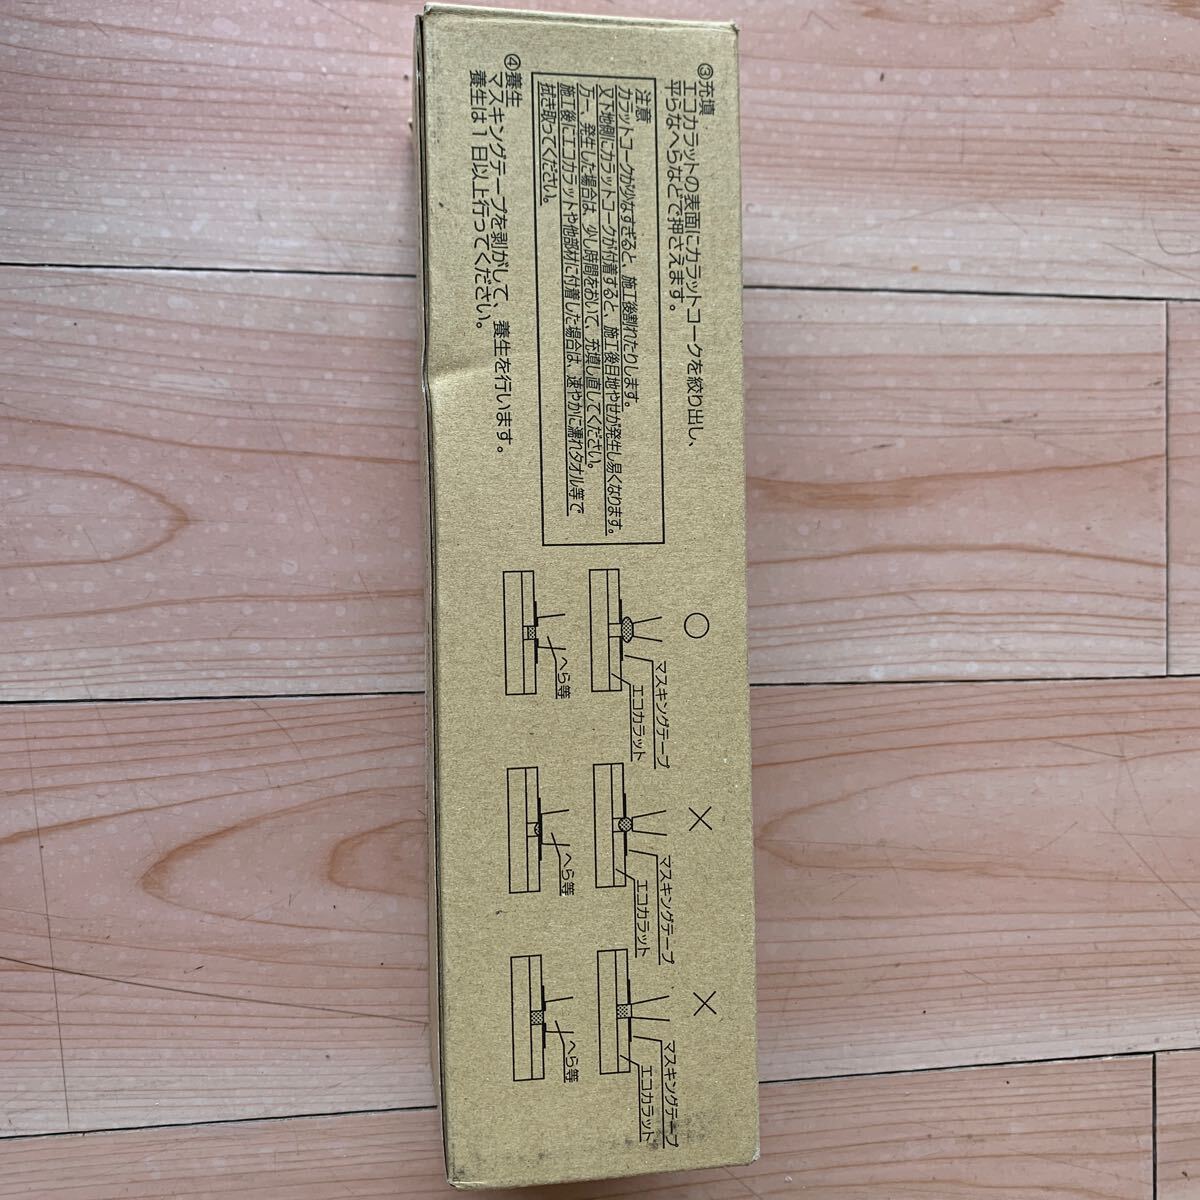 ③充填
エコカラットの表面にカラットコークを絞り出し、
平らなへらなどで押さえます。
注意
カラットコークが少なすぎると、施工後割れたりします。
又下地側にカラットコークが付着すると、施工後目地やせが発生し易くなります。
万一、発生した場合は、少し時間をおいて、充填し直してください。
施工後にエコカラットや他部材に付着した場合は、速やかに濡れタオル等で
拭き取ってください。
④養生
マスキングテープを剥がして、養生を行います。
養生は1日以上行ってください。
○
マスキングテープ
エコカラット
へら等
×
マスキングテープ
エコカラット
へら等
×
マスキングテープ
エコカラット
へら等